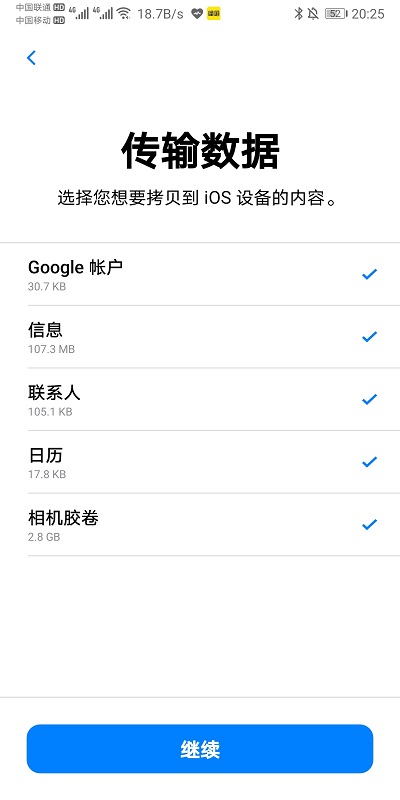 中国联通 HD 4G 4G 18.7B/s 52 20:25
中国移动 HD
传输数据
选择您想要拷贝到 iOS 设备的内容。
Google 帐户
30.7 KB
信息
107.3 MB
联系人
105.1 KB
日历
17.8 KB
相机胶卷
2.8 GB
继续